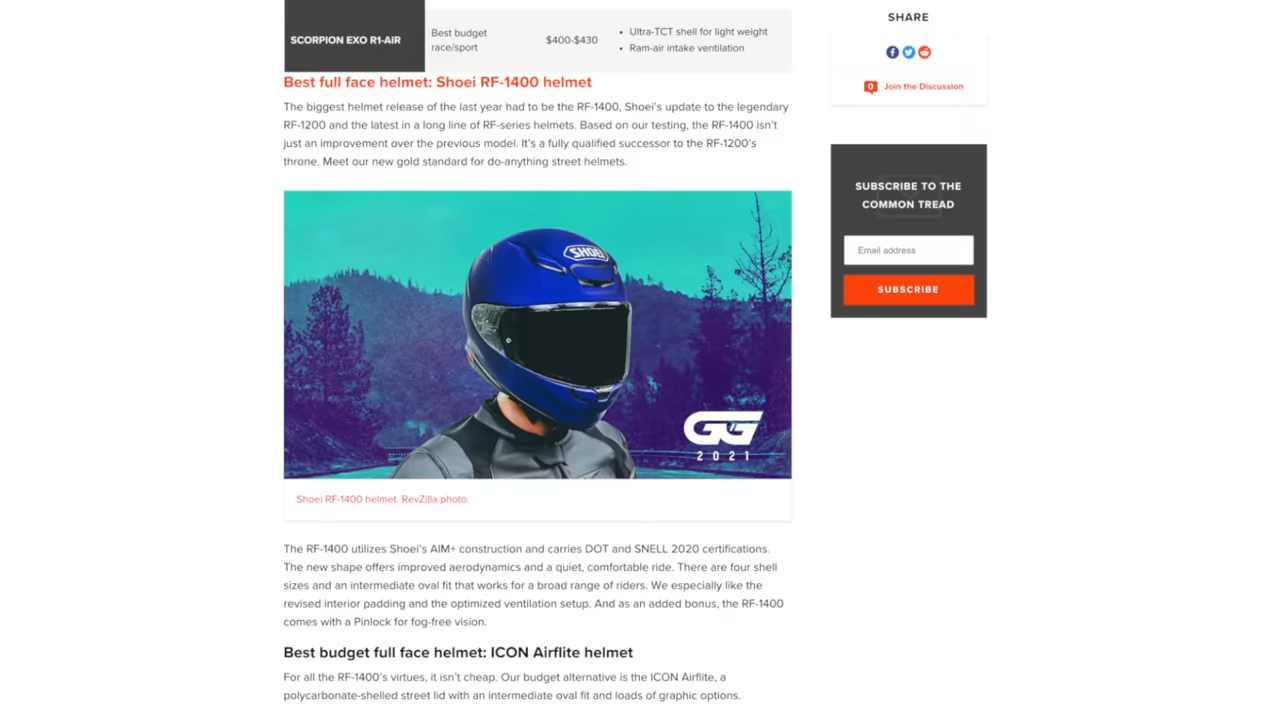 SCORPION EXO R1-AIR
Best budget
race/sport
$400-$430
• Ultra-TCT shell for light weight
• Ram-air intake ventilation
Best full face helmet: Shoei RF-1400 helmet
The biggest helmet release of the last year had to be the RF-1400, Shoei's update to the legendary
RF-1200 and the latest in a long line of RF-series helmets. Based on our testing, the RF-1400 isn't
just an improvement over the previous model. It's a fully qualified successor to the RF-1200's
throne. Meet our new gold standard for do-anything street helmets.
SHOEI
GG
2021
Shoei RF-1400 helmet. RevZilla photo.
The RF-1400 utilizes Shoei's AIM+ construction and carries DOT and SNELL 2020 certifications.
The new shape offers improved aerodynamics and a quiet, comfortable ride. There are four shell
sizes and an intermediate oval fit that works for a broad range of riders. We especially like the
revised interior padding and the optimized ventilation setup. And as an added bonus, the RF-1400
comes with a Pinlock for fog-free vision.
Best budget full face helmet: ICON Airflite helmet
For all the RF-1400's virtues, it isn't cheap. Our budget alternative is the ICON Airflite, a
polycarbonate-shelled street lid with an intermediate oval fit and loads of graphic options.
SHARE
0 Join the Discussion
SUBSCRIBE TO THE
COMMON TREAD
Email address
SUBSCRIBE